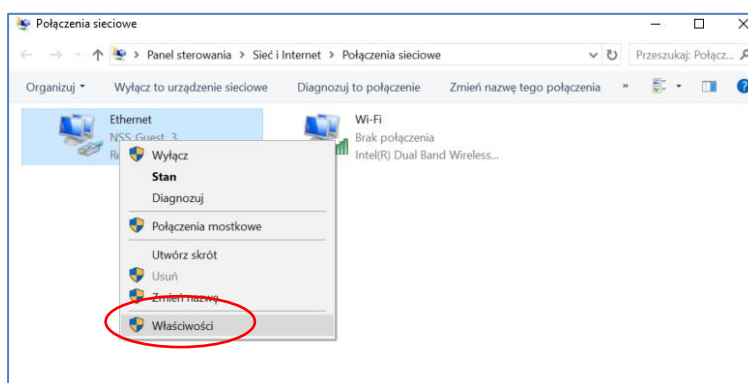 Połączenia sieciowe
Panel sterowania > Sieć i Internet > Połączenia sieciowe
Przeszukaj: Połącz...
Organizuj
Wyłącz to urządzenie sieciowe
Diagnozuj to połączenie
Zmień nazwę tego połączenia
»
Ethernet
NSS_Guest 3
Wi-Fi
Brak połączenia
Intel(R) Dual Band Wireless...
Wyłącz
Stan
Diagnozuj
Połączenia mostkowe
Utwórz skrót
Usuń
Zmień nazwę
Właściwości